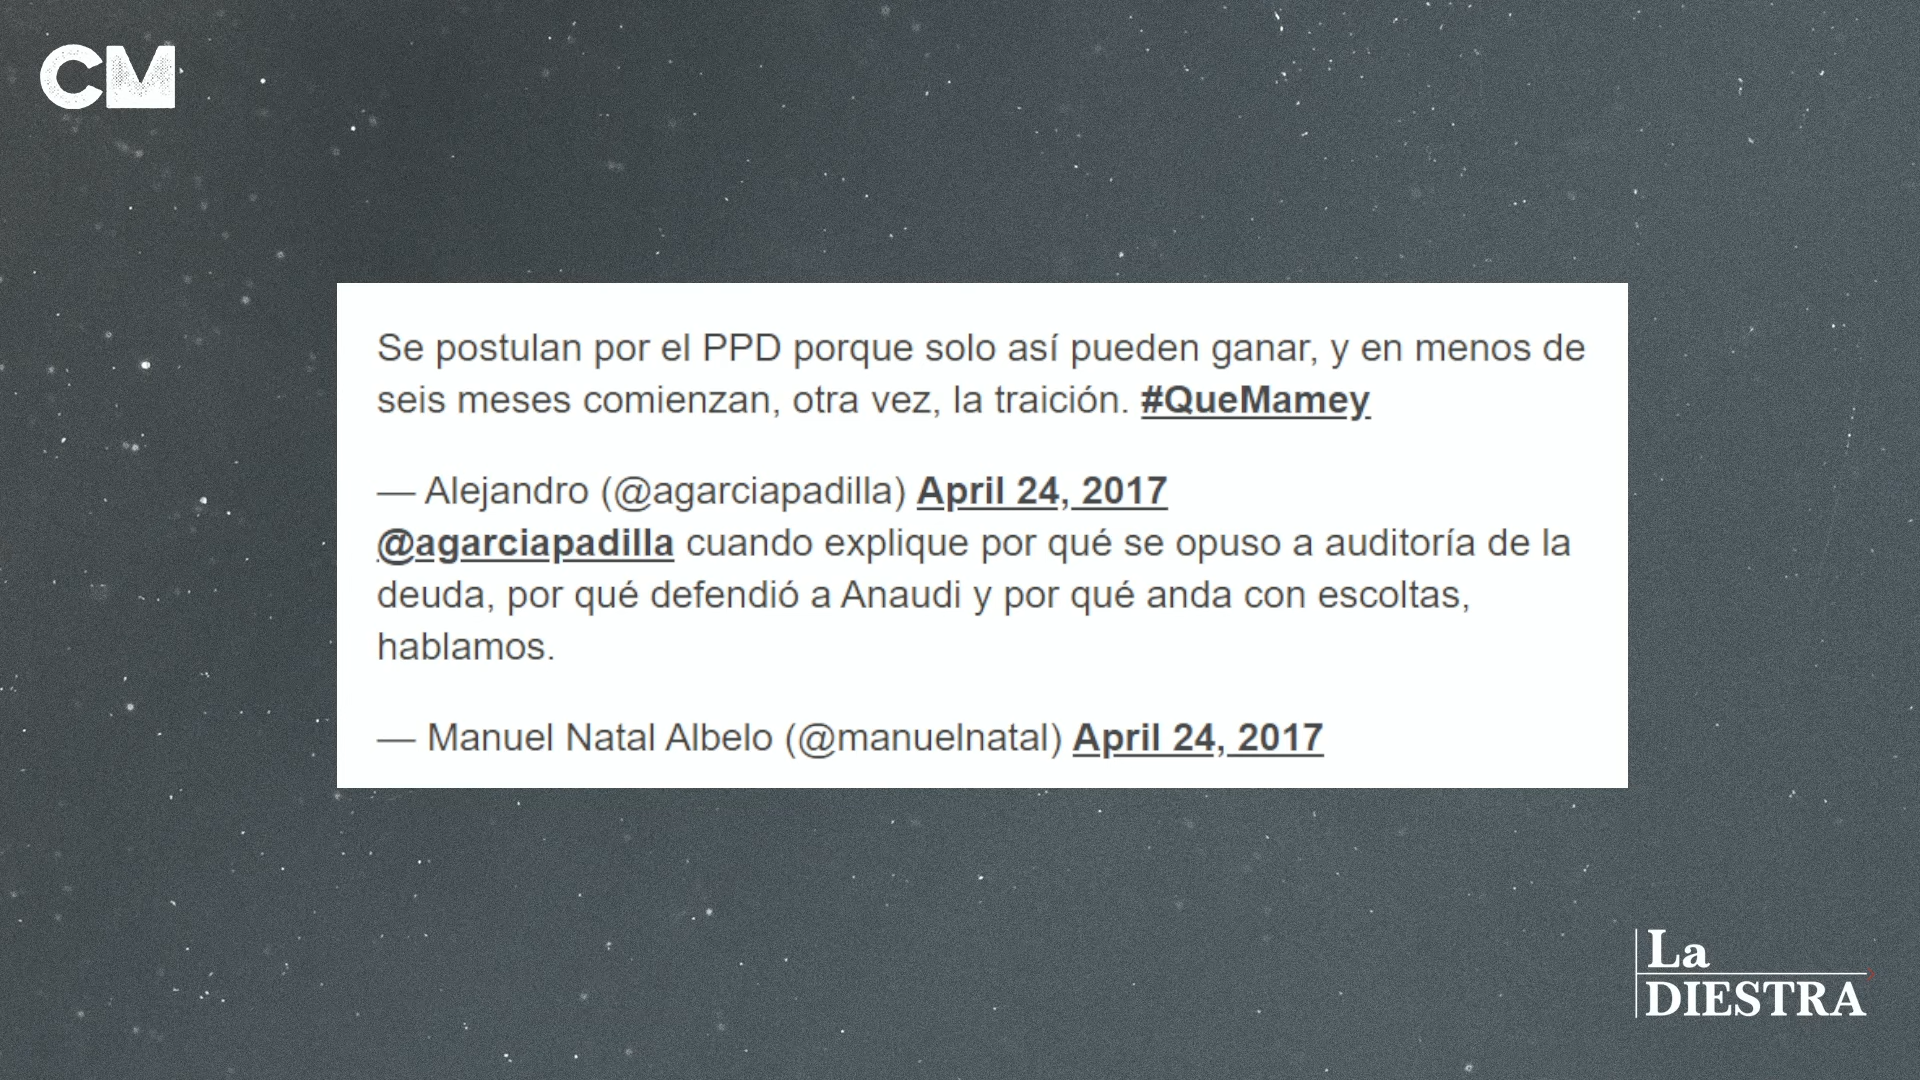 CM
Se postulan por el PPD porque solo así pueden ganar, y en menos de
seis meses comienzan, otra vez, la traición. #QueMamey
— Alejandro (@agarciapadilla) April 24, 2017
@agarciapadilla cuando explique por qué se opuso a auditoría de la
deuda, por qué defendió a Anaudi y por qué anda con escoltas,
hablamos.
— Manuel Natal Albelo (@manuelnatal) April 24, 2017
La
DIESTRA